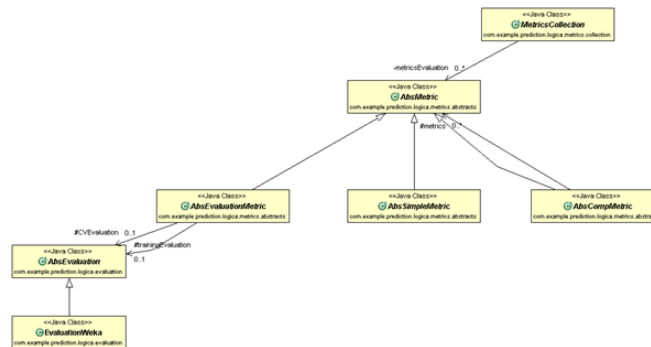 <<Java Class>>
MetricsCollection
com.example.prediction.logica.metrics.collection
-metricsEvaluation 0..*
<<Java Class>>
AbsMetric
com.example.prediction.logica.metrics.abstracts
#metrics 0..*
<<Java Class>>
AbsEvaluationMetric
com.example.prediction.logica.metrics.abstracts
<<Java Class>>
AbsSimpleMetric
com.example.prediction.logica.metrics.abstracts
<<Java Class>>
AbsCompMetric
com.example.prediction.logica.metrics.abstracts
#CVEvaluation 0..1
#trainingEvaluation
0..1
<<Java Class>>
AbsEvaluation
com.example.prediction.logica.evaluation
<<Java Class>>
EvaluationWeka
com.example.prediction.logica.evaluation